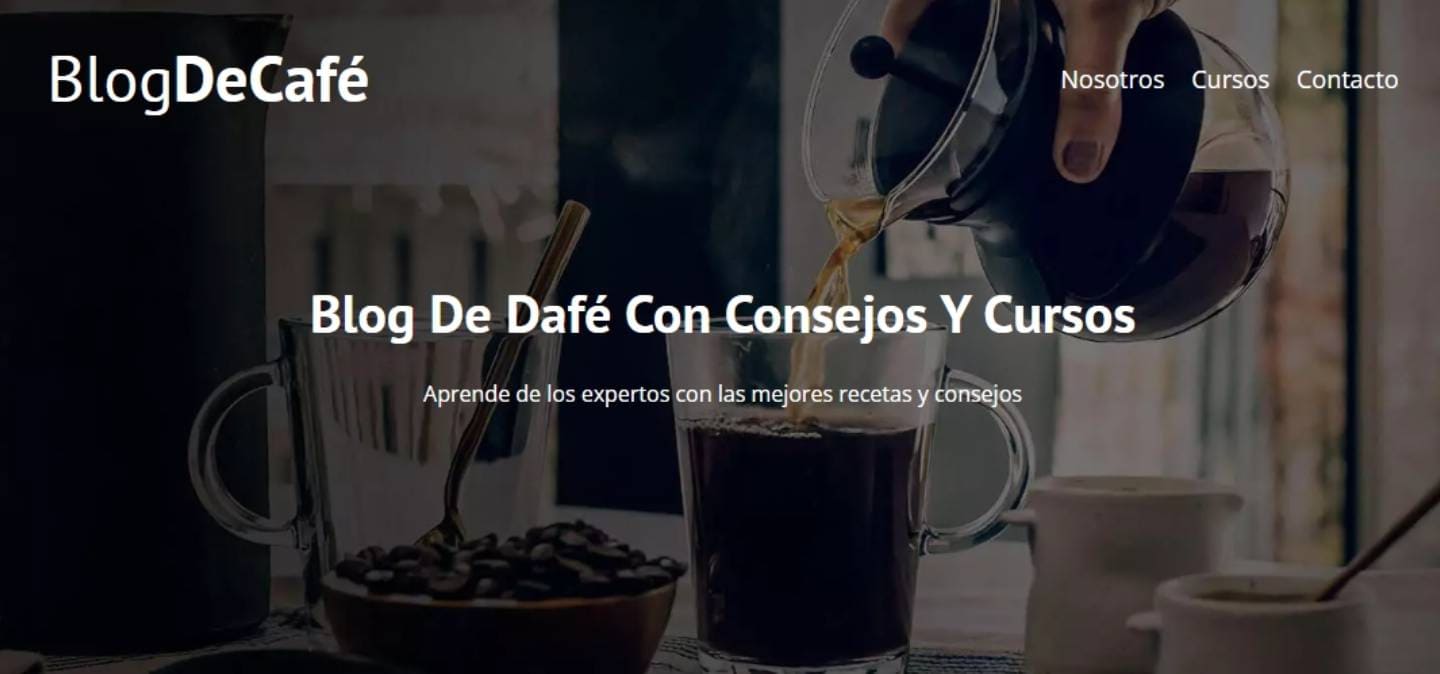 BlogDeCafé
Nosotros Cursos Contacto
Blog De Dafé Con Consejos Y Cursos
Aprende de los expertos con las mejores recetas y consejos